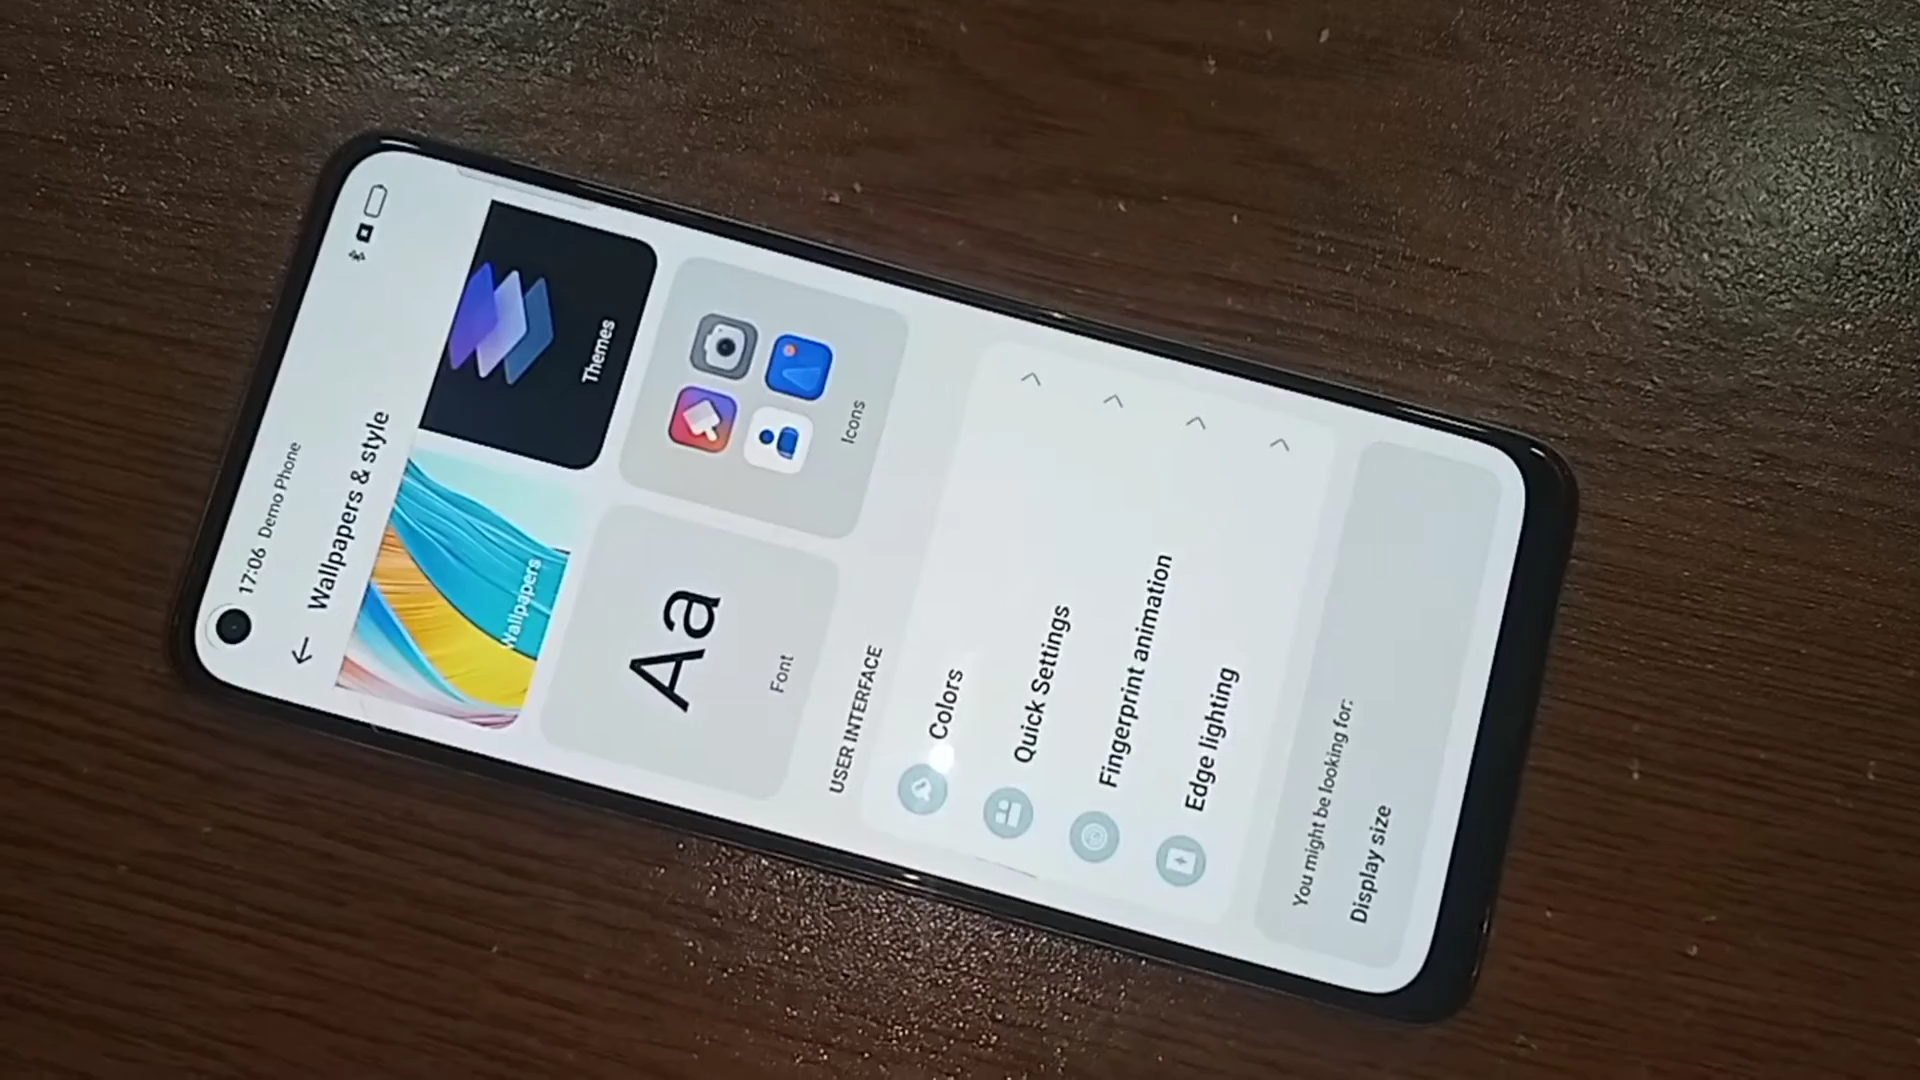 17:06 Demo Phone
Wallpapers & style
Wallpapers
Themes
Aa
Font
Icons
USER INTERFACE
Colors
Quick Settings
Fingerprint animation
Edge lighting
You might be looking for:
Display size